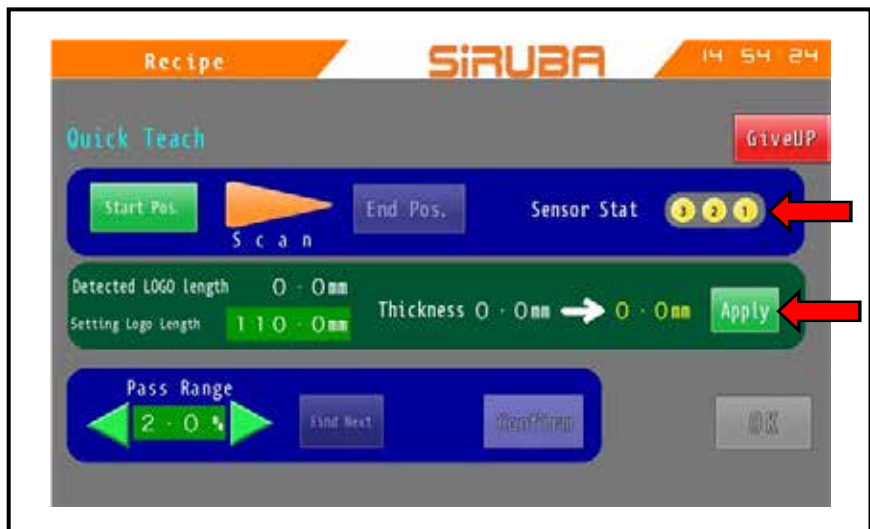 Recipe SiRUBA 14 54 24
Quick Teach GiveUP
Start Pos. End Pos. Sensor Stat 3 2 1
Scan
Detected LOGO length 0.0mm
Setting Logo Length 110.0mm Thickness 0.0mm 0.0mm Apply
Pass Range
2.0 % Find Next Confirm OK